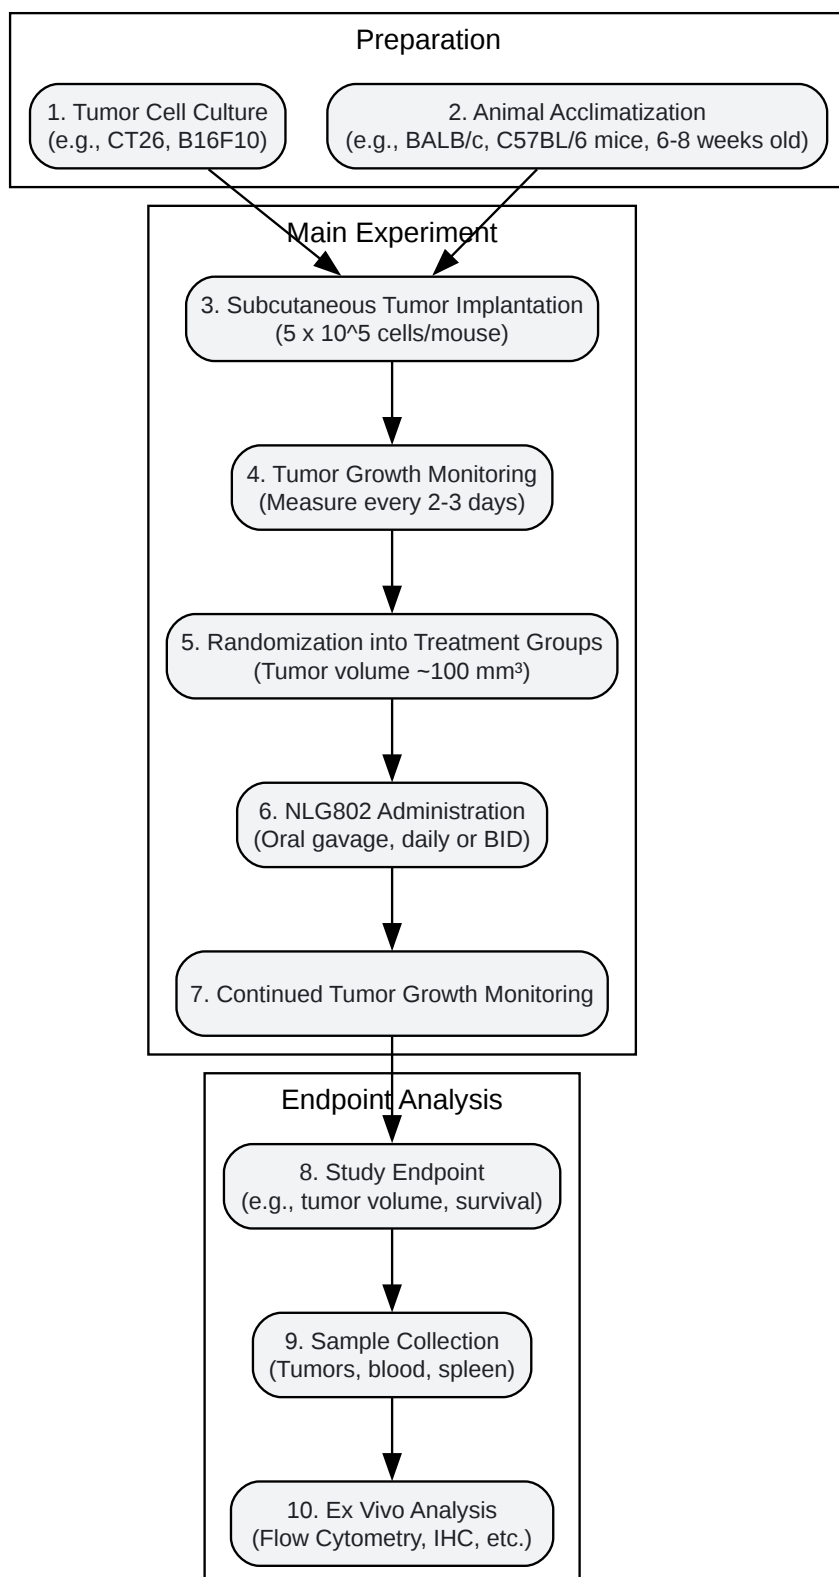 Preparation
1. Tumor Cell Culture
(e.g., CT26, B16F10)
2. Animal Acclimatization
(e.g., BALB/c, C57BL/6 mice, 6-8 weeks old)
Main Experiment
3. Subcutaneous Tumor Implantation
(5 x 10^5 cells/mouse)
4. Tumor Growth Monitoring
(Measure every 2-3 days)
5. Randomization into Treatment Groups
(Tumor volume ~100 mm³)
6. NLG802 Administration
(Oral gavage, daily or BID)
7. Continued Tumor Growth Monitoring
Endpoint Analysis
8. Study Endpoint
(e.g., tumor volume, survival)
9. Sample Collection
(Tumors, blood, spleen)
10. Ex Vivo Analysis
(Flow Cytometry, IHC, etc.)